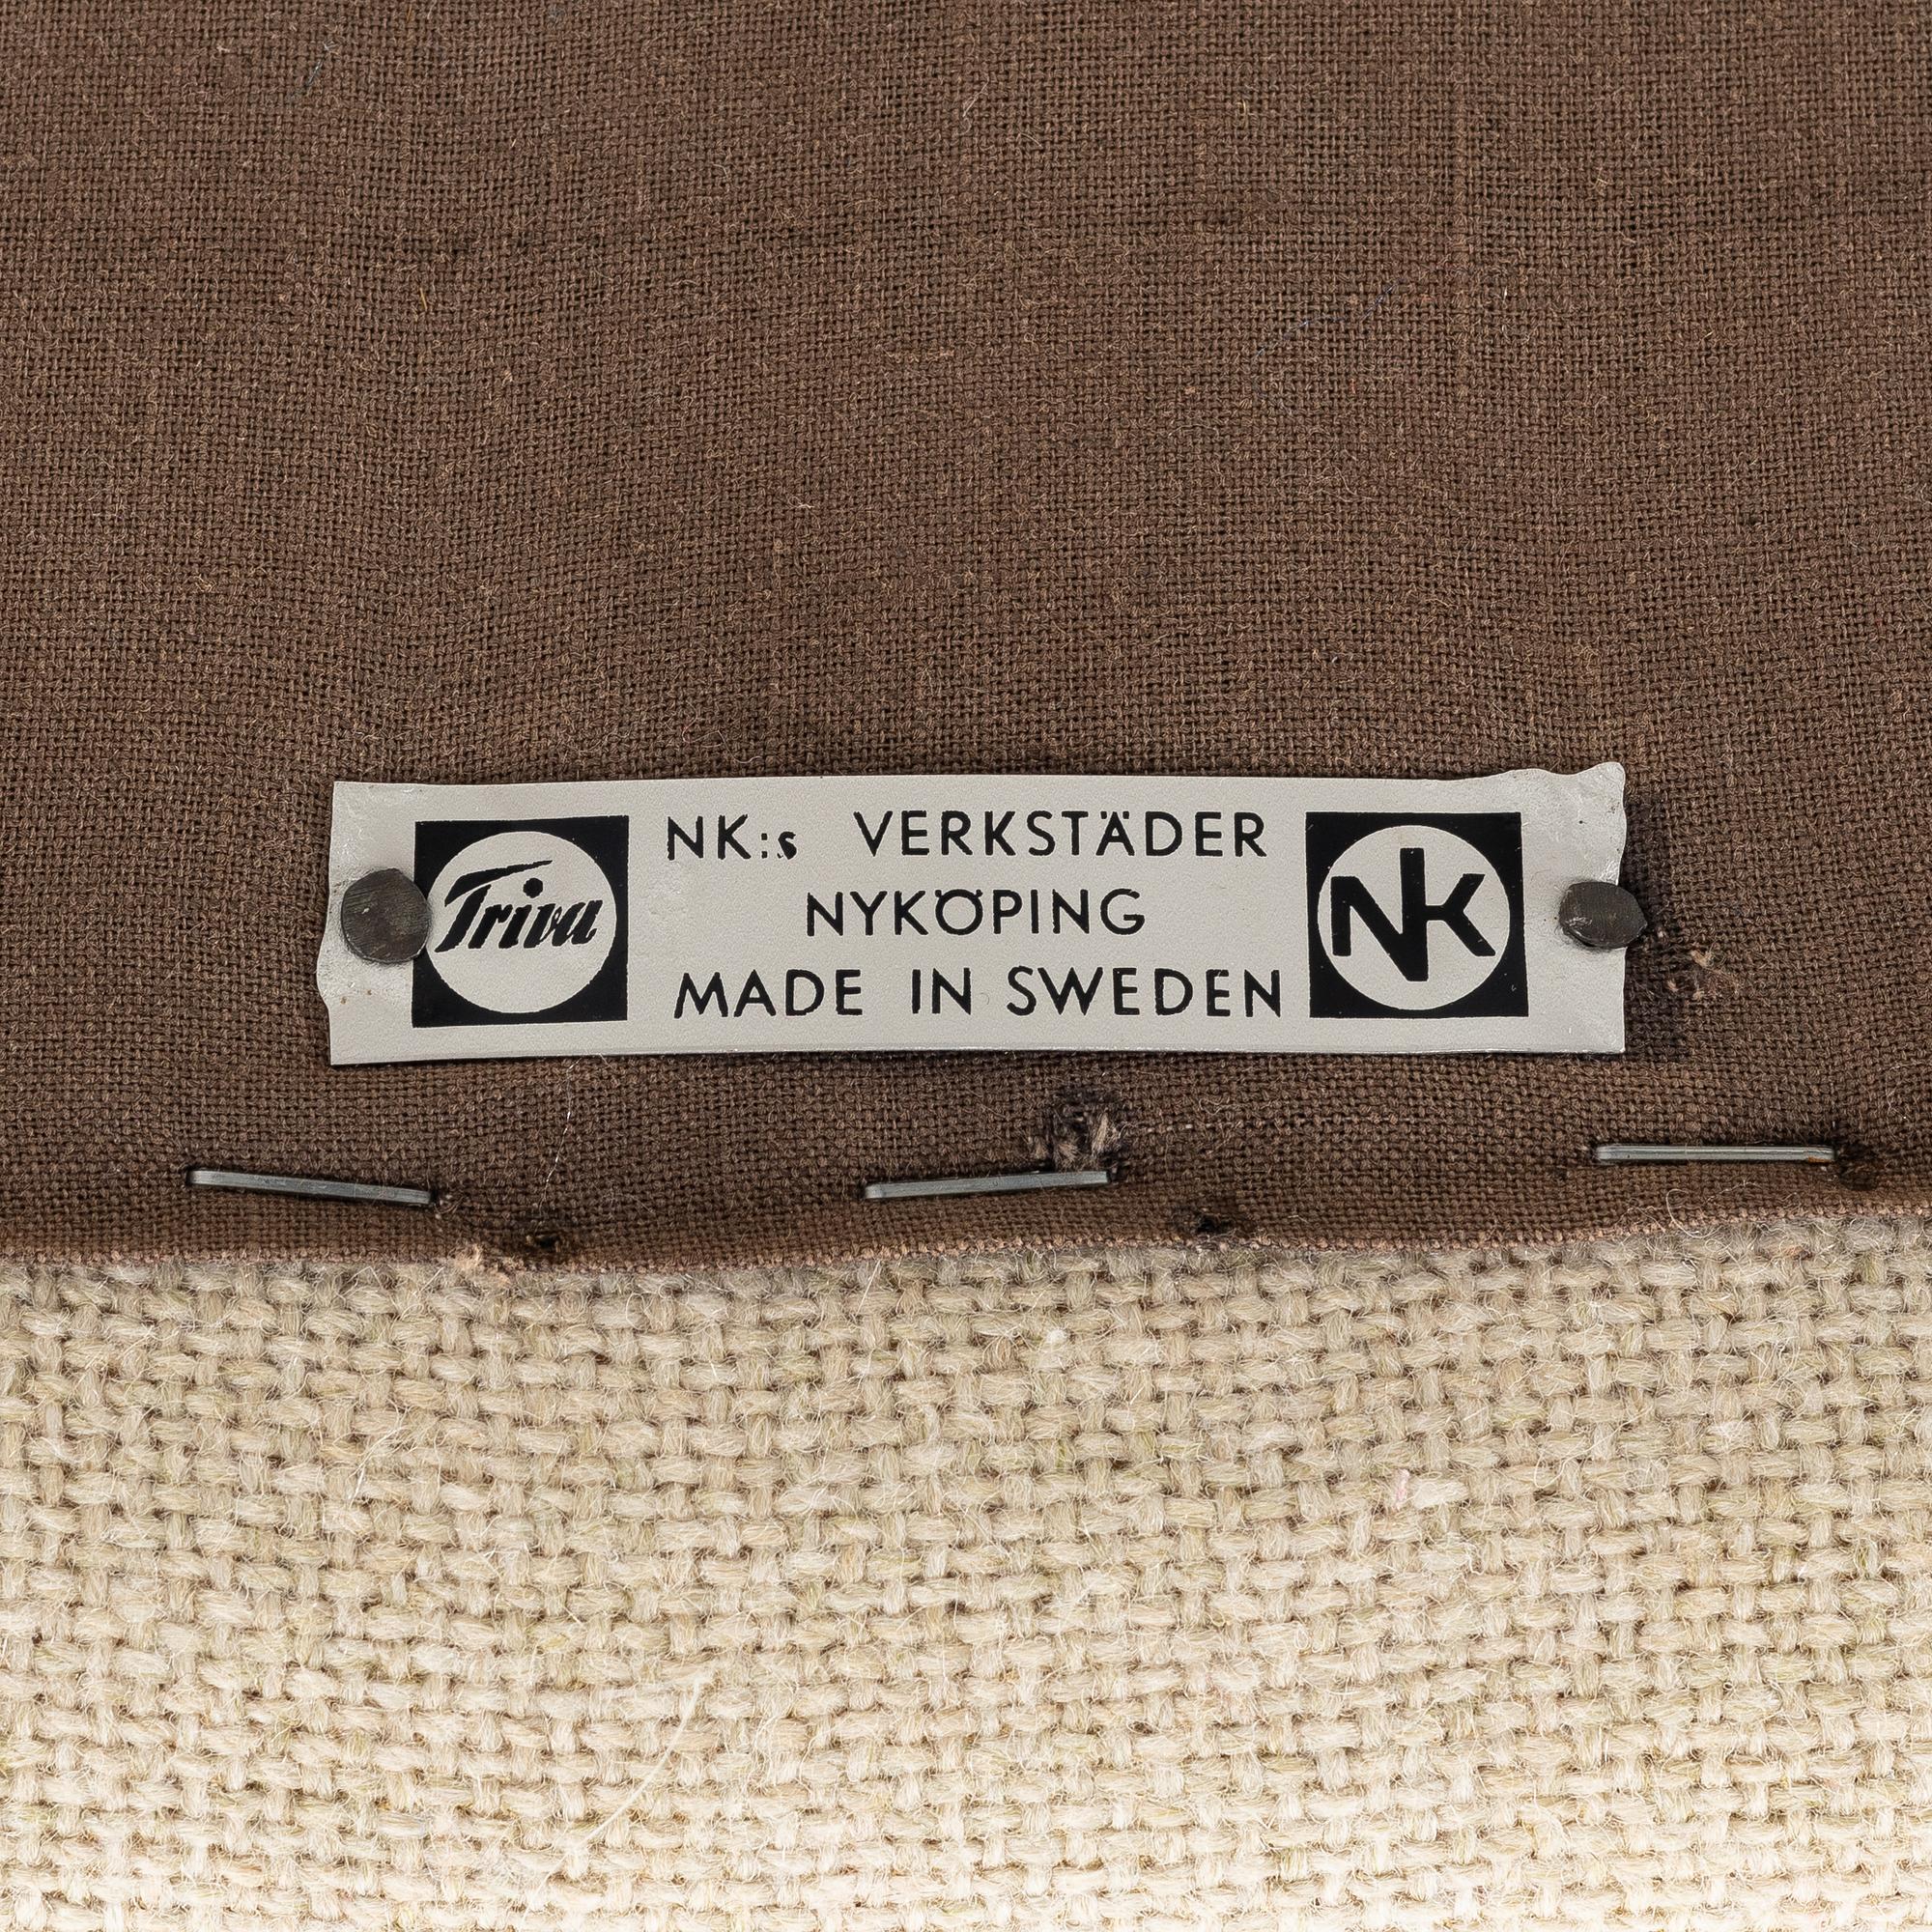 Triva
NK:s VERKSTÄDER
NYKÖPING
MADE IN SWEDEN
NK